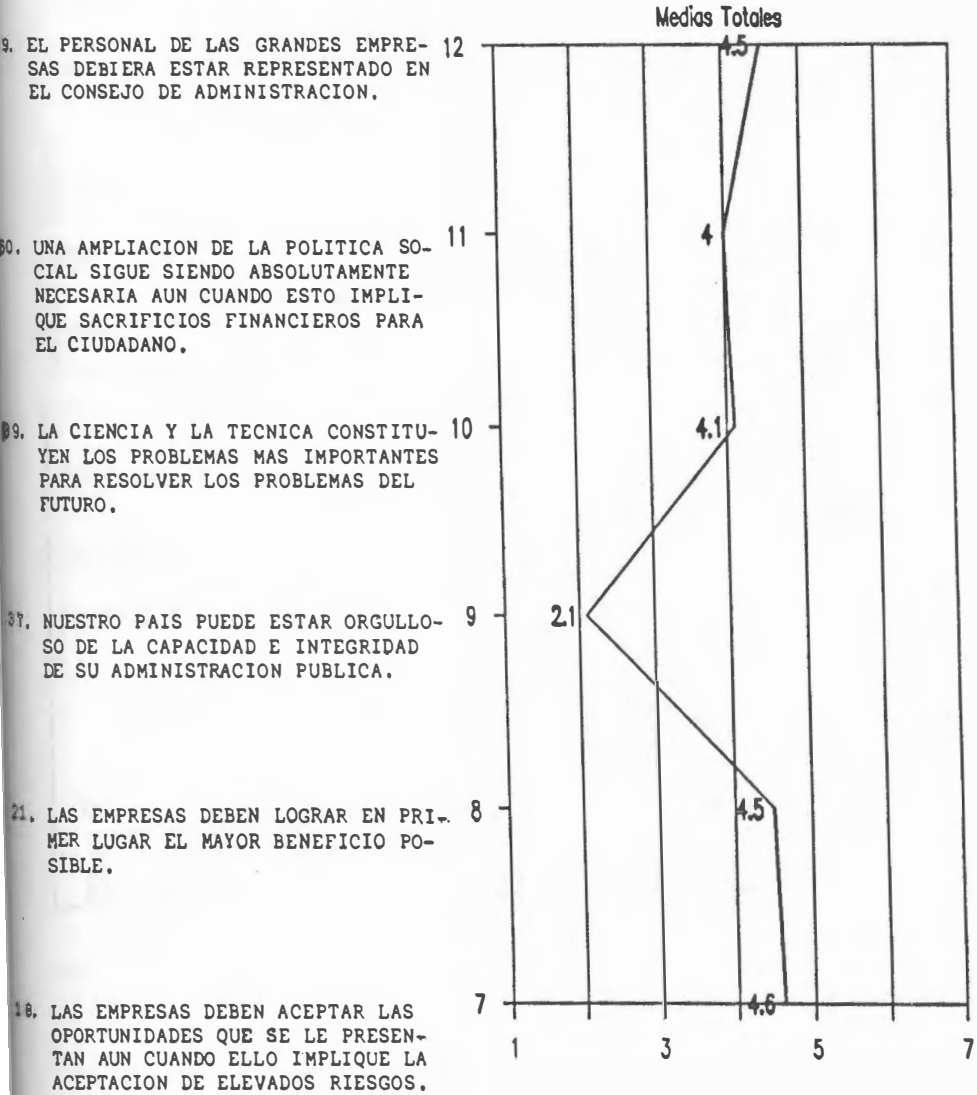 Medias Totales
9. EL PERSONAL DE LAS GRANDES EMPRE-
SAS DEBIERA ESTAR REPRESENTADO EN
EL CONSEJO DE ADMINISTRACION.
12
4.5
60. UNA AMPLIACION DE LA POLITICA SO-
CIAL SIGUE SIENDO ABSOLUTAMENTE
NECESARIA AUN CUANDO ESTO IMPLI-
QUE SACRIFICIOS FINANCIEROS PARA
EL CIUDADANO.
11
4
39. LA CIENCIA Y LA TECNICA CONSTITU-
YEN LOS PROBLEMAS MAS IMPORTANTES
PARA RESOLVER LOS PROBLEMAS DEL
FUTURO.
10
4.1
37. NUESTRO PAIS PUEDE ESTAR ORGULLO-
SO DE LA CAPACIDAD E INTEGRIDAD
DE SU ADMINISTRACION PUBLICA.
9
2.1
21. LAS EMPRESAS DEBEN LOGRAR EN PRI-
MER LUGAR EL MAYOR BENEFICIO PO-
SIBLE.
8
4.5
18. LAS EMPRESAS DEBEN ACEPTAR LAS
OPORTUNIDADES QUE SE LE PRESEN-
TAN AUN CUANDO ELLO IMPLIQUE LA
ACEPTACION DE ELEVADOS RIESGOS.
7
4.6
1 3 5 7